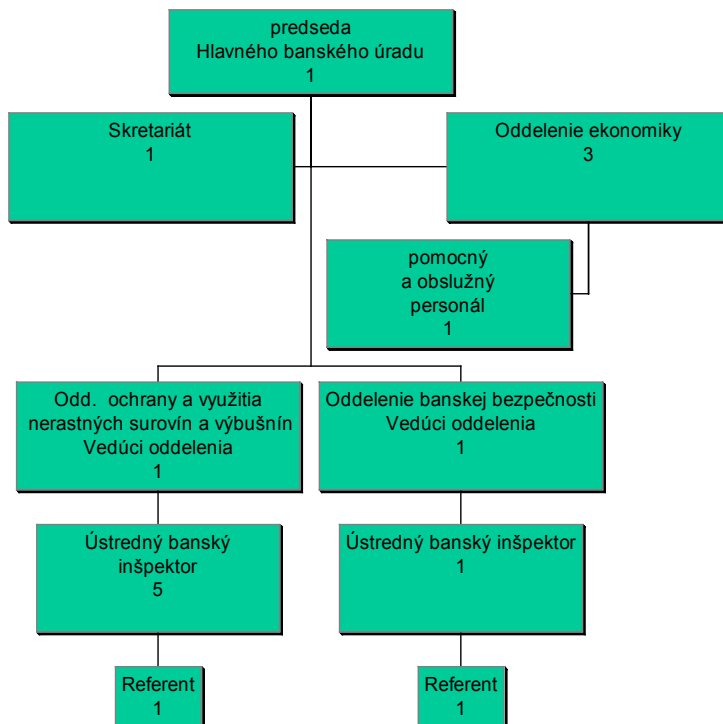 predseda
Hlavného banského úradu
1
Skretariát
1
Oddelenie ekonomiky
3
pomocný
a obslužný
personál
1
Odd. ochrany a využitia
nerastných surovín a výbušnín
Vedúci oddelenia
1
Oddelenie banskej bezpečnosti
Vedúci oddelenia
1
Ústredný banský
inšpektor
5
Ústredný banský inšpektor
1
Referent
1
Referent
1